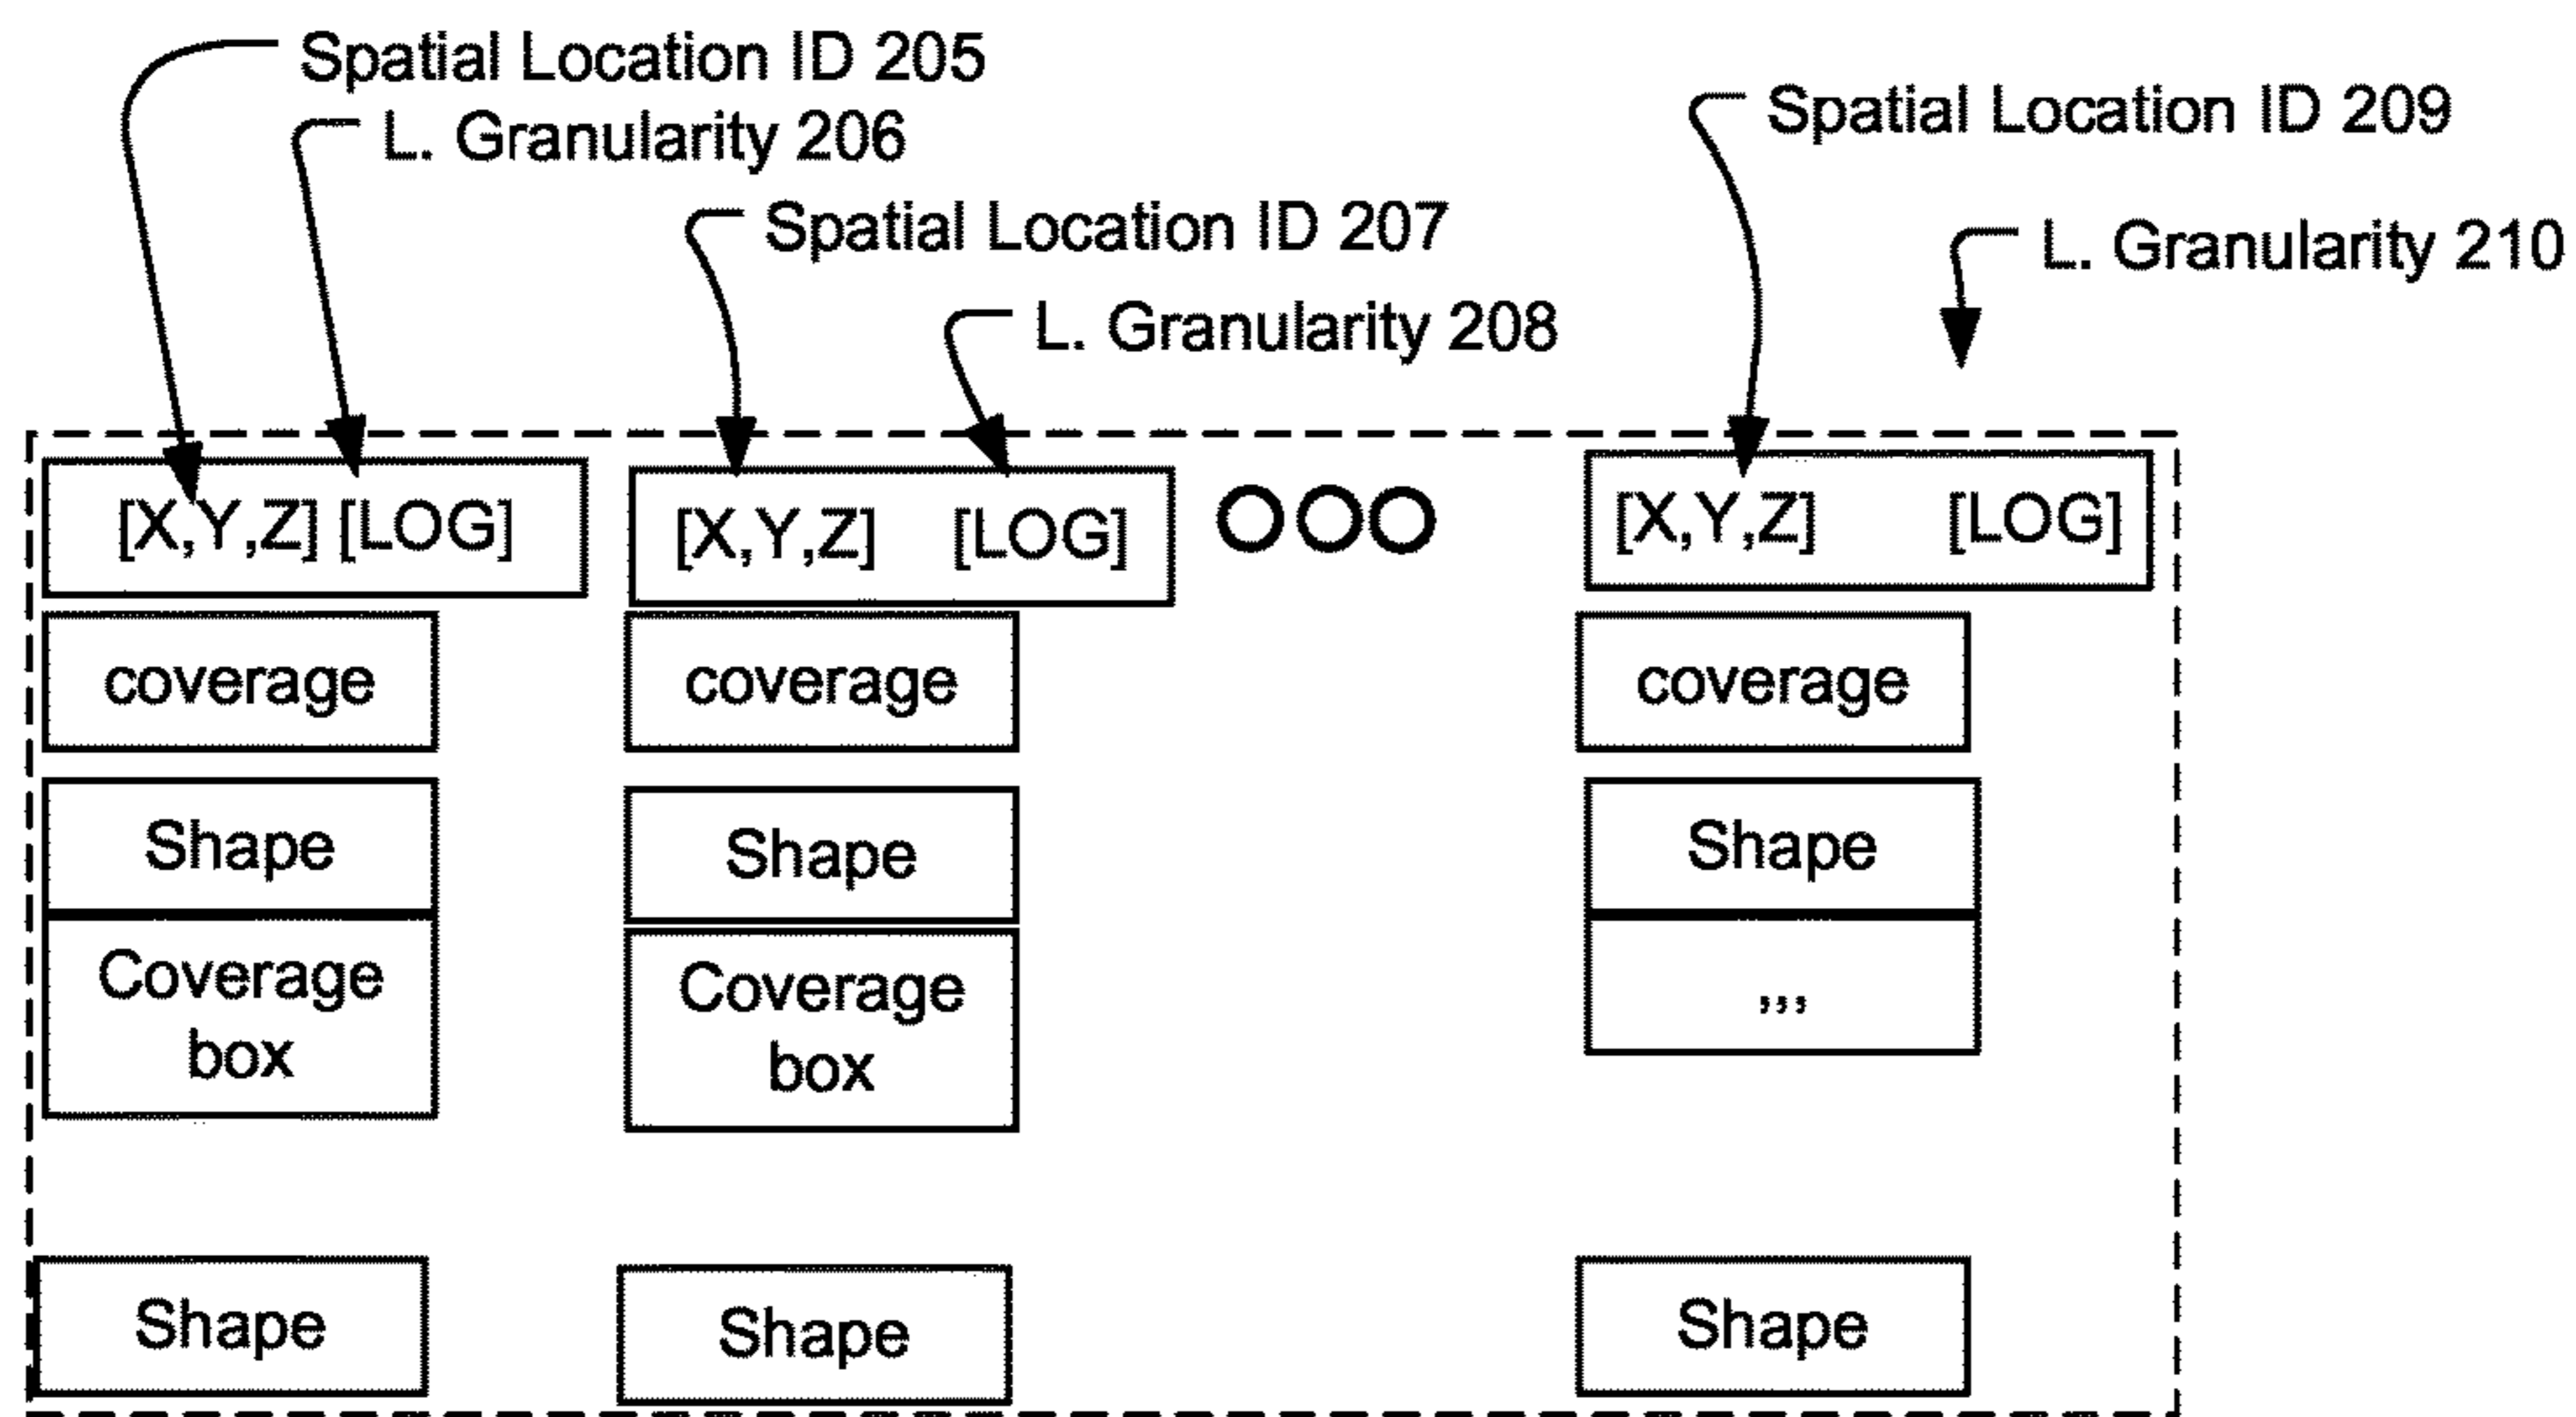 Spatial Location ID 205
L. Granularity 206
Spatial Location ID 207
L. Granularity 208
Spatial Location ID 209
L. Granularity 210
[X,Y,Z] [LOG]
[X,Y,Z] [LOG]
[X,Y,Z] [LOG]
coverage
coverage
coverage
Shape
Shape
Shape
Coverage
box
Coverage
box
,,,
Shape
Shape
Shape